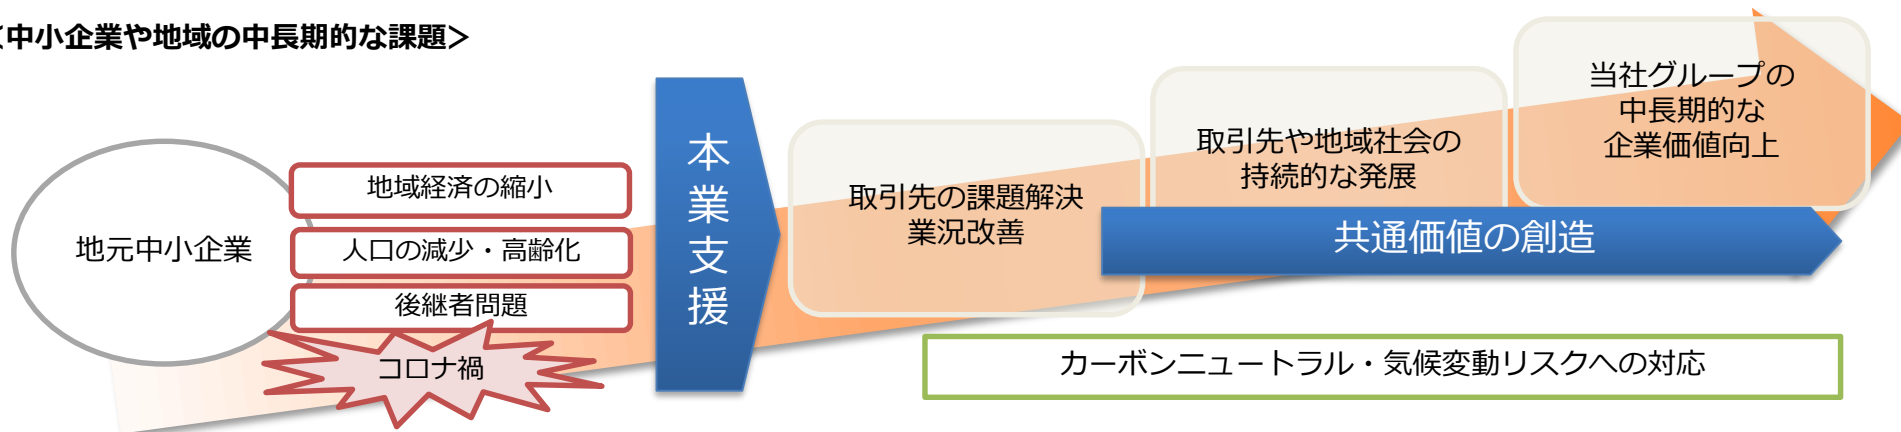 <中小企業や地域の中長期的な課題>
地元中小企業
地域経済の縮小
人口の減少・高齢化
後継者問題
コロナ禍
本業支援
取引先の課題解決
業況改善
取引先や地域社会の
持続的な発展
当社グループの
中長期的な
企業価値向上
共通価値の創造
カーボンニュートラル・気候変動リスクへの対応